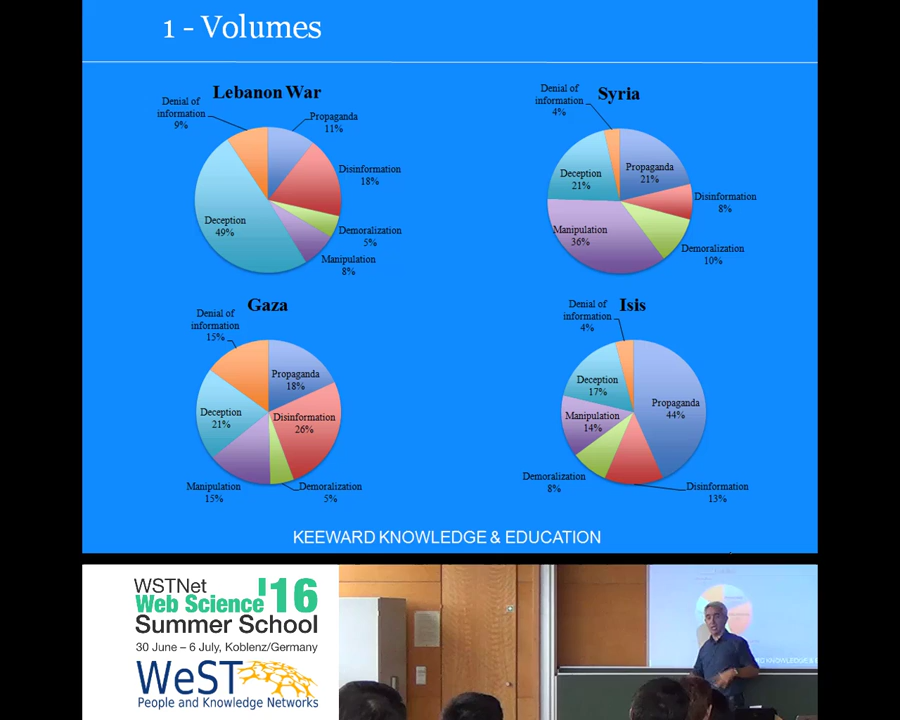 1 - Volumes
Lebanon War
Denial of
information
9%
Propaganda
11%
Disinformation
18%
Deception
49%
Demoralization
5%
Manipulation
8%
Syria
Denial of
information
4%
Propaganda
21%
Deception
21%
Disinformation
8%
Manipulation
36%
Demoralization
10%
Gaza
Denial of
information
15%
Propaganda
18%
Deception
21%
Disinformation
26%
Manipulation
15%
Demoralization
5%
Isis
Denial of
information
4%
Deception
17%
Propaganda
44%
Manipulation
14%
Demoralization
8%
Disinformation
13%
KEEWARD KNOWLEDGE & EDUCATION
WSTNet
Web Science '16
Summer School
30 June – 6 July, Koblenz/Germany
WeST
People and Knowledge Networks